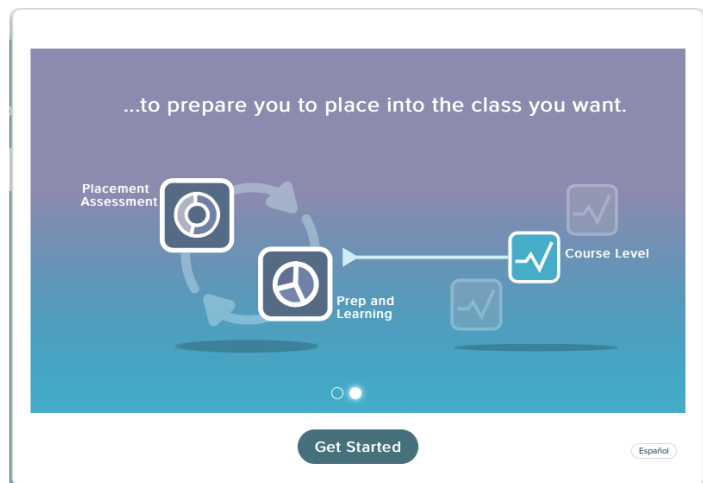 ...to prepare you to place into the class you want.
Placement
Assessment
Prep and
Learning
Course Level
Get Started
Español